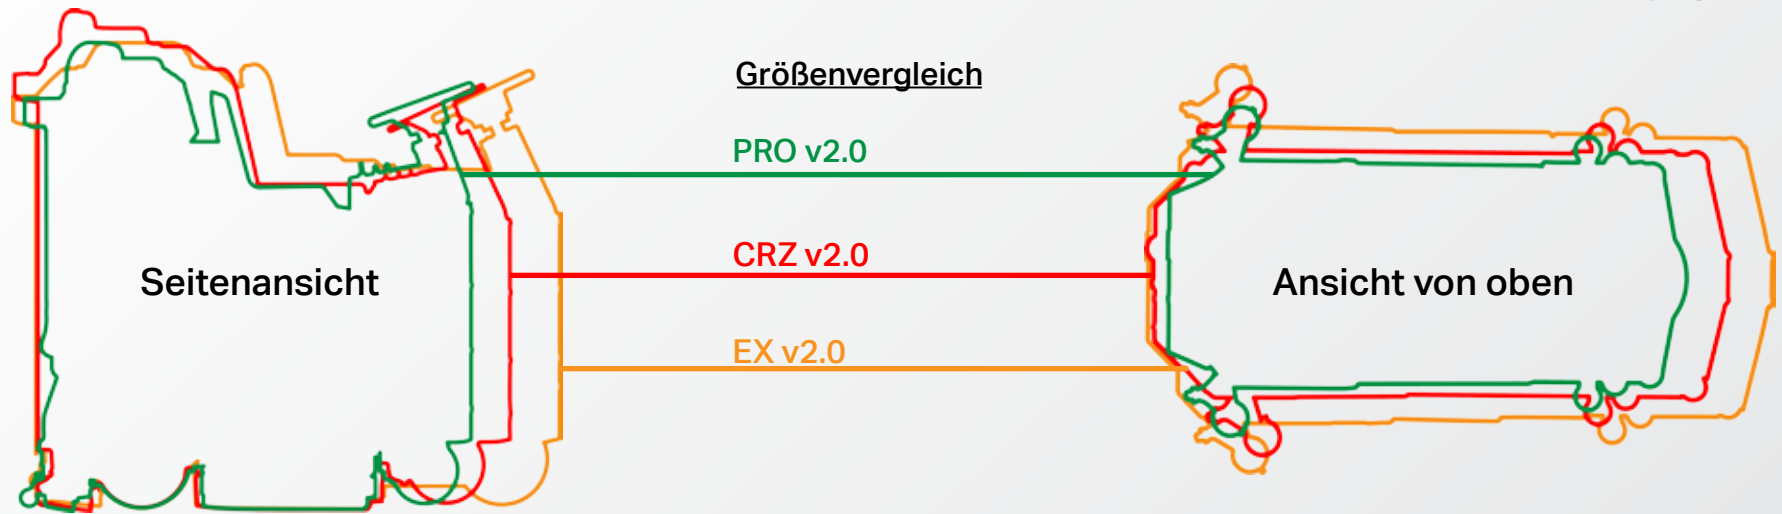 Größenvergleich
PRO v2.0
CRZ v2.0
EX v2.0
Seitenansicht
Ansicht von oben